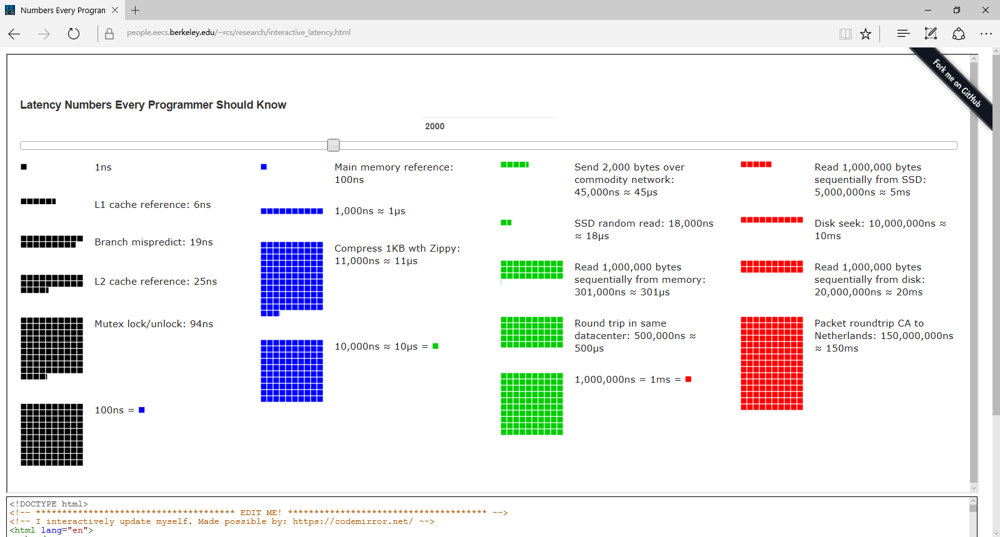 Numbers Every Progran
people.eecs.berkeley.edu/~rcs/research/interactive_latency.html
Fork me on GitHub
Latency Numbers Every Programmer Should Know
2000
1ns
L1 cache reference: 6ns
Branch mispredict: 19ns
L2 cache reference: 25ns
Mutex lock/unlock: 94ns
100ns =
Main memory reference:
100ns
1,000ns ≈ 1μs
Compress 1KB wth Zippy:
11,000ns ≈ 11μs
10,000ns ≈ 10μs =
Send 2,000 bytes over
commodity network:
45,000ns ≈ 45μs
SSD random read: 18,000ns
≈ 18μs
Read 1,000,000 bytes
sequentially from memory:
301,000ns ≈ 301μs
Round trip in same
datacenter: 500,000ns ≈
500μs
1,000,000ns = 1ms =
Read 1,000,000 bytes
sequentially from SSD:
5,000,000ns ≈ 5ms
Disk seek: 10,000,000ns ≈
10ms
Read 1,000,000 bytes
sequentially from disk:
20,000,000ns ≈ 20ms
Packet roundtrip CA to
Netherlands: 150,000,000ns
≈ 150ms
<!DOCTYPE html>
<!-- ************************************** EDIT ME! ************************************** -->
<!-- I interactively update myself. Made possible by: https://codemirror.net/ -->
<html lang="en">